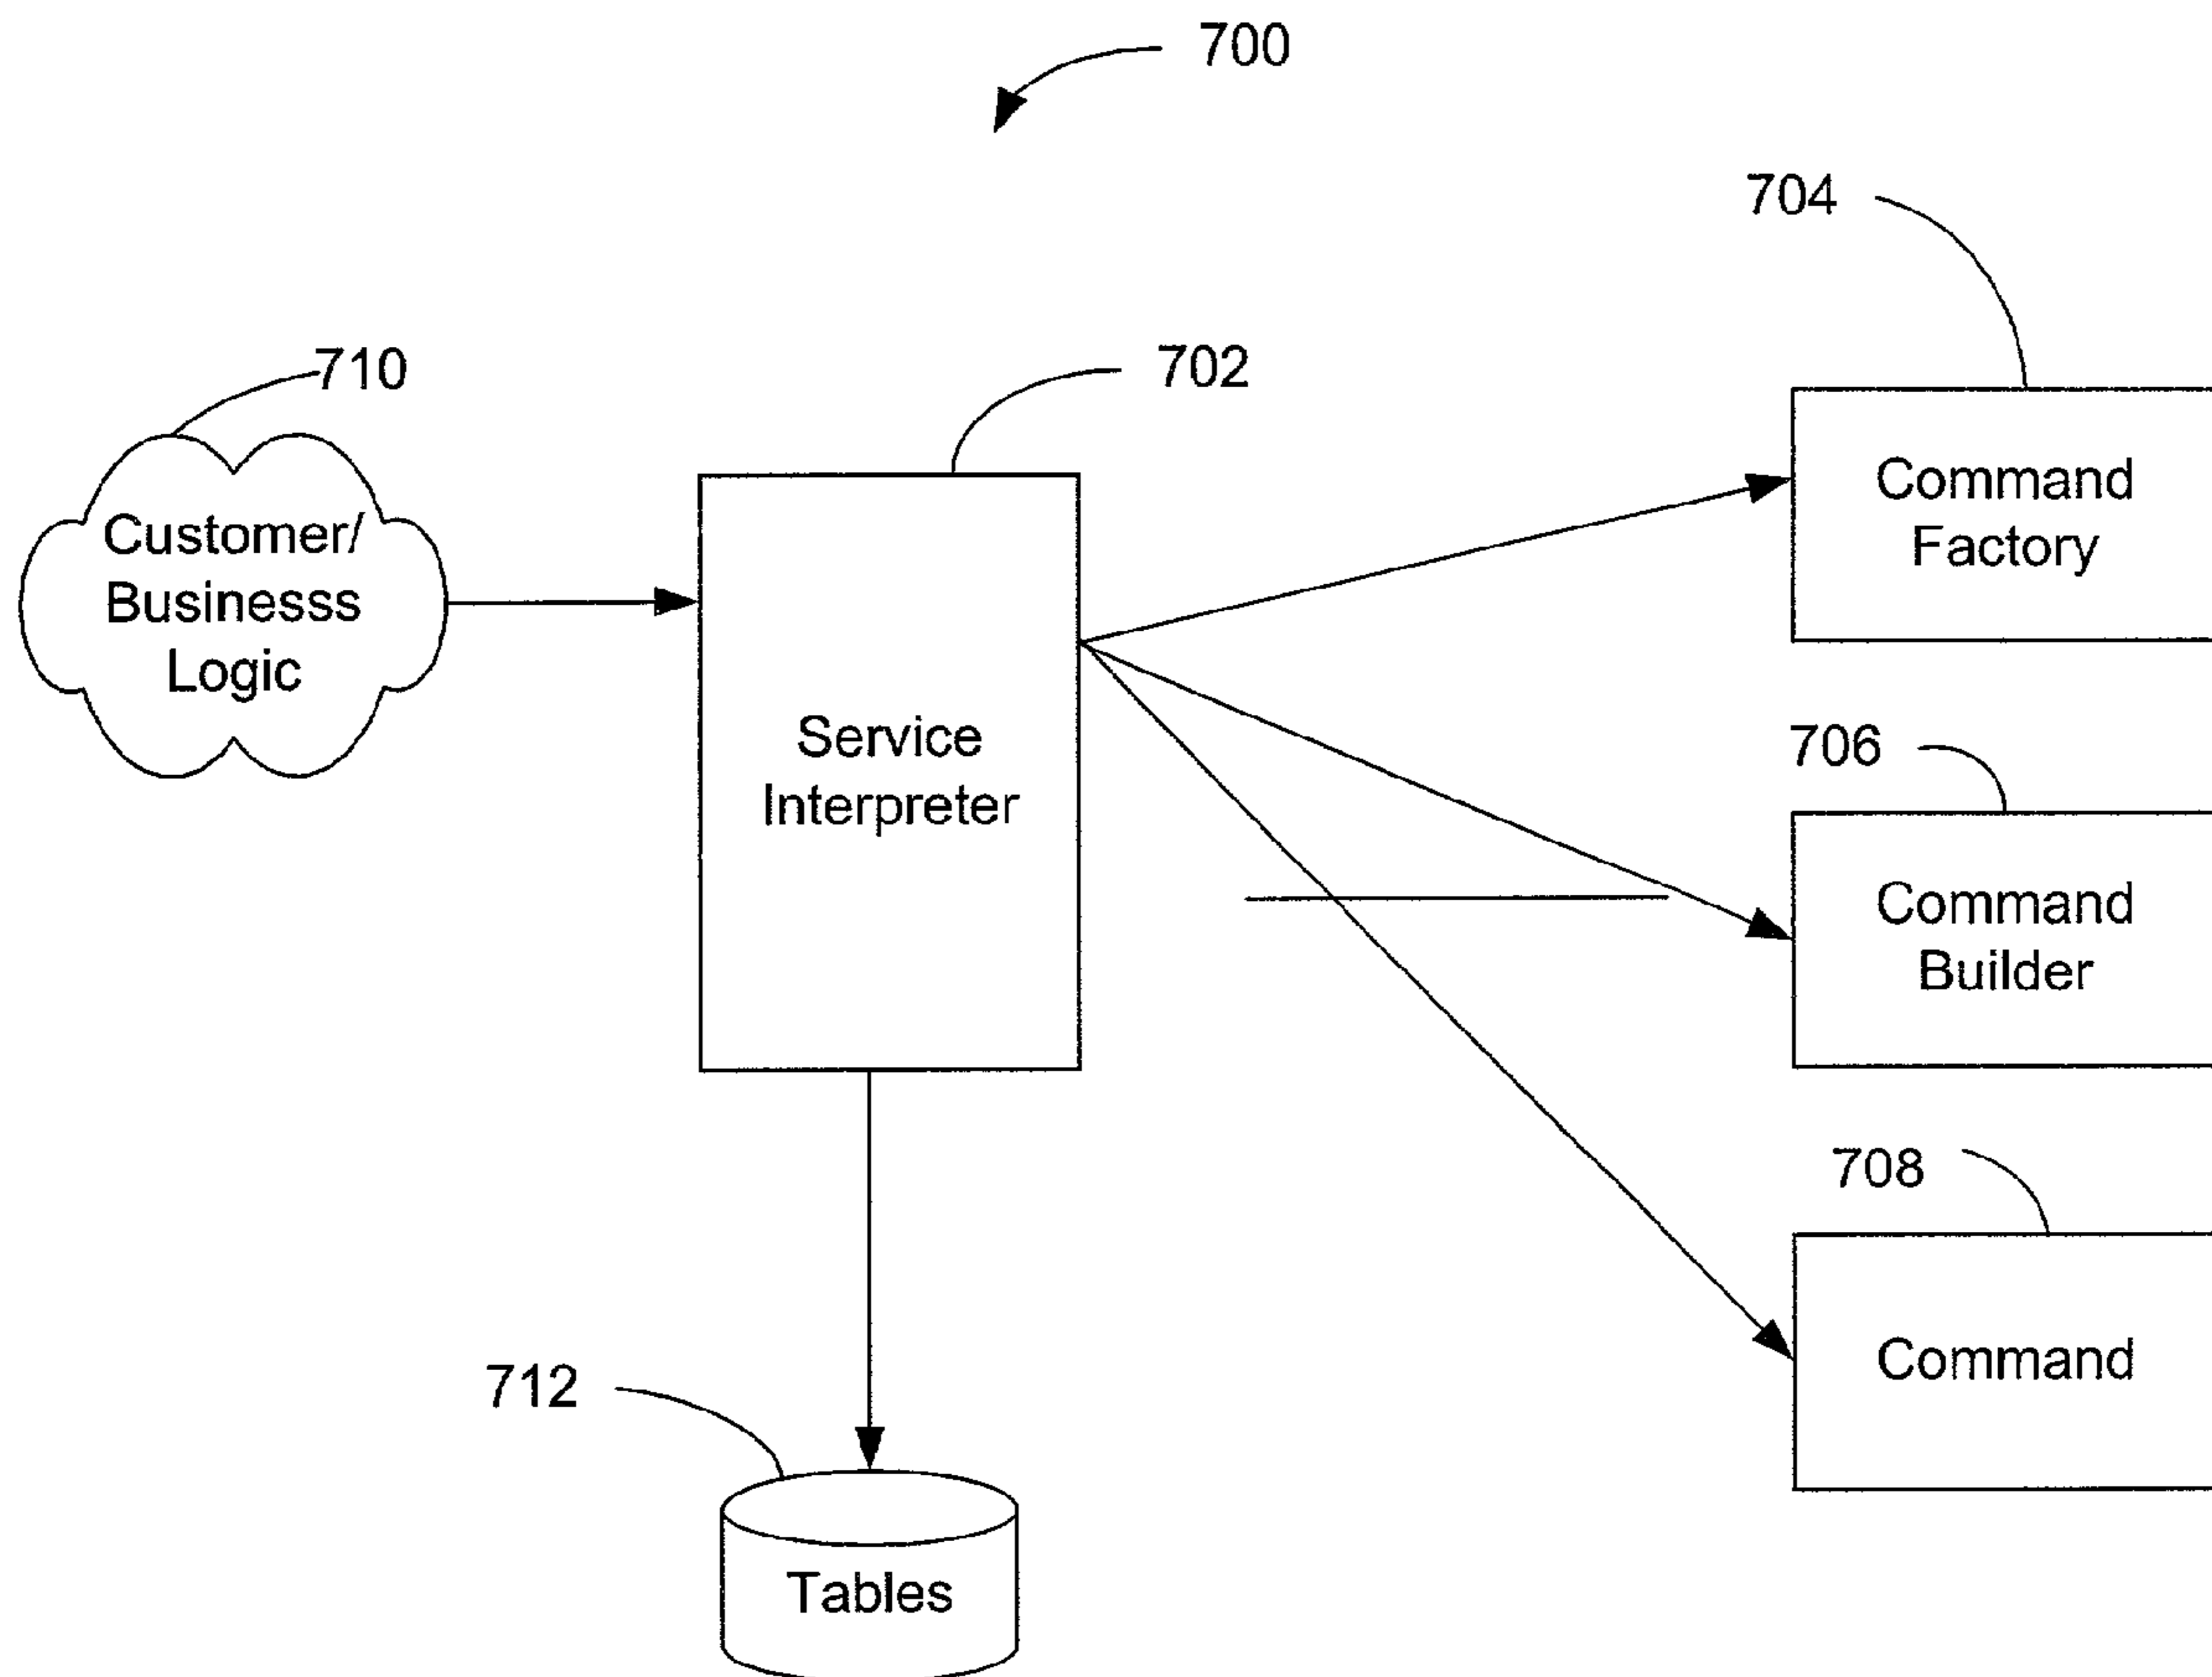 700
704
710
702
Customer/
Businesss
Logic
Command
Factory
Service
Interpreter
706
Command
Builder
708
Command
712
Tables